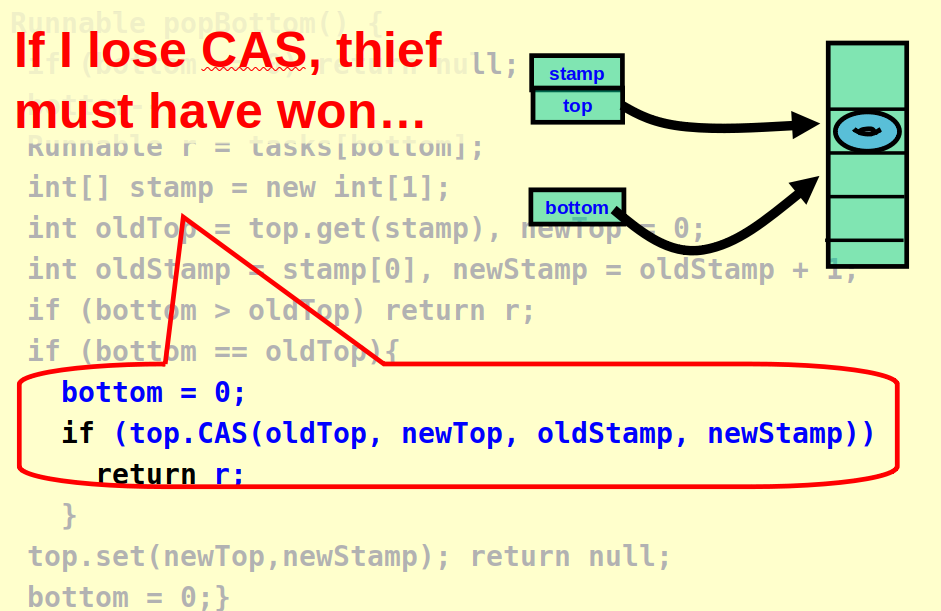 Runnable popBottom() {
If I lose CAS, thief
if (bottom return null;
must have won…
Runnable r = tasks[bottom];
int[] stamp = new int[1];
int oldTop = top.get(stamp), newTop = 0;
int oldStamp = stamp[0], newStamp = oldStamp + 1;
if (bottom > oldTop) return r;
if (bottom == oldTop){
bottom = 0;
if (top.CAS(oldTop, newTop, oldStamp, newStamp))
return r;
}
top.set(newTop,newStamp); return null;
bottom = 0;}
stamp
top
bottom